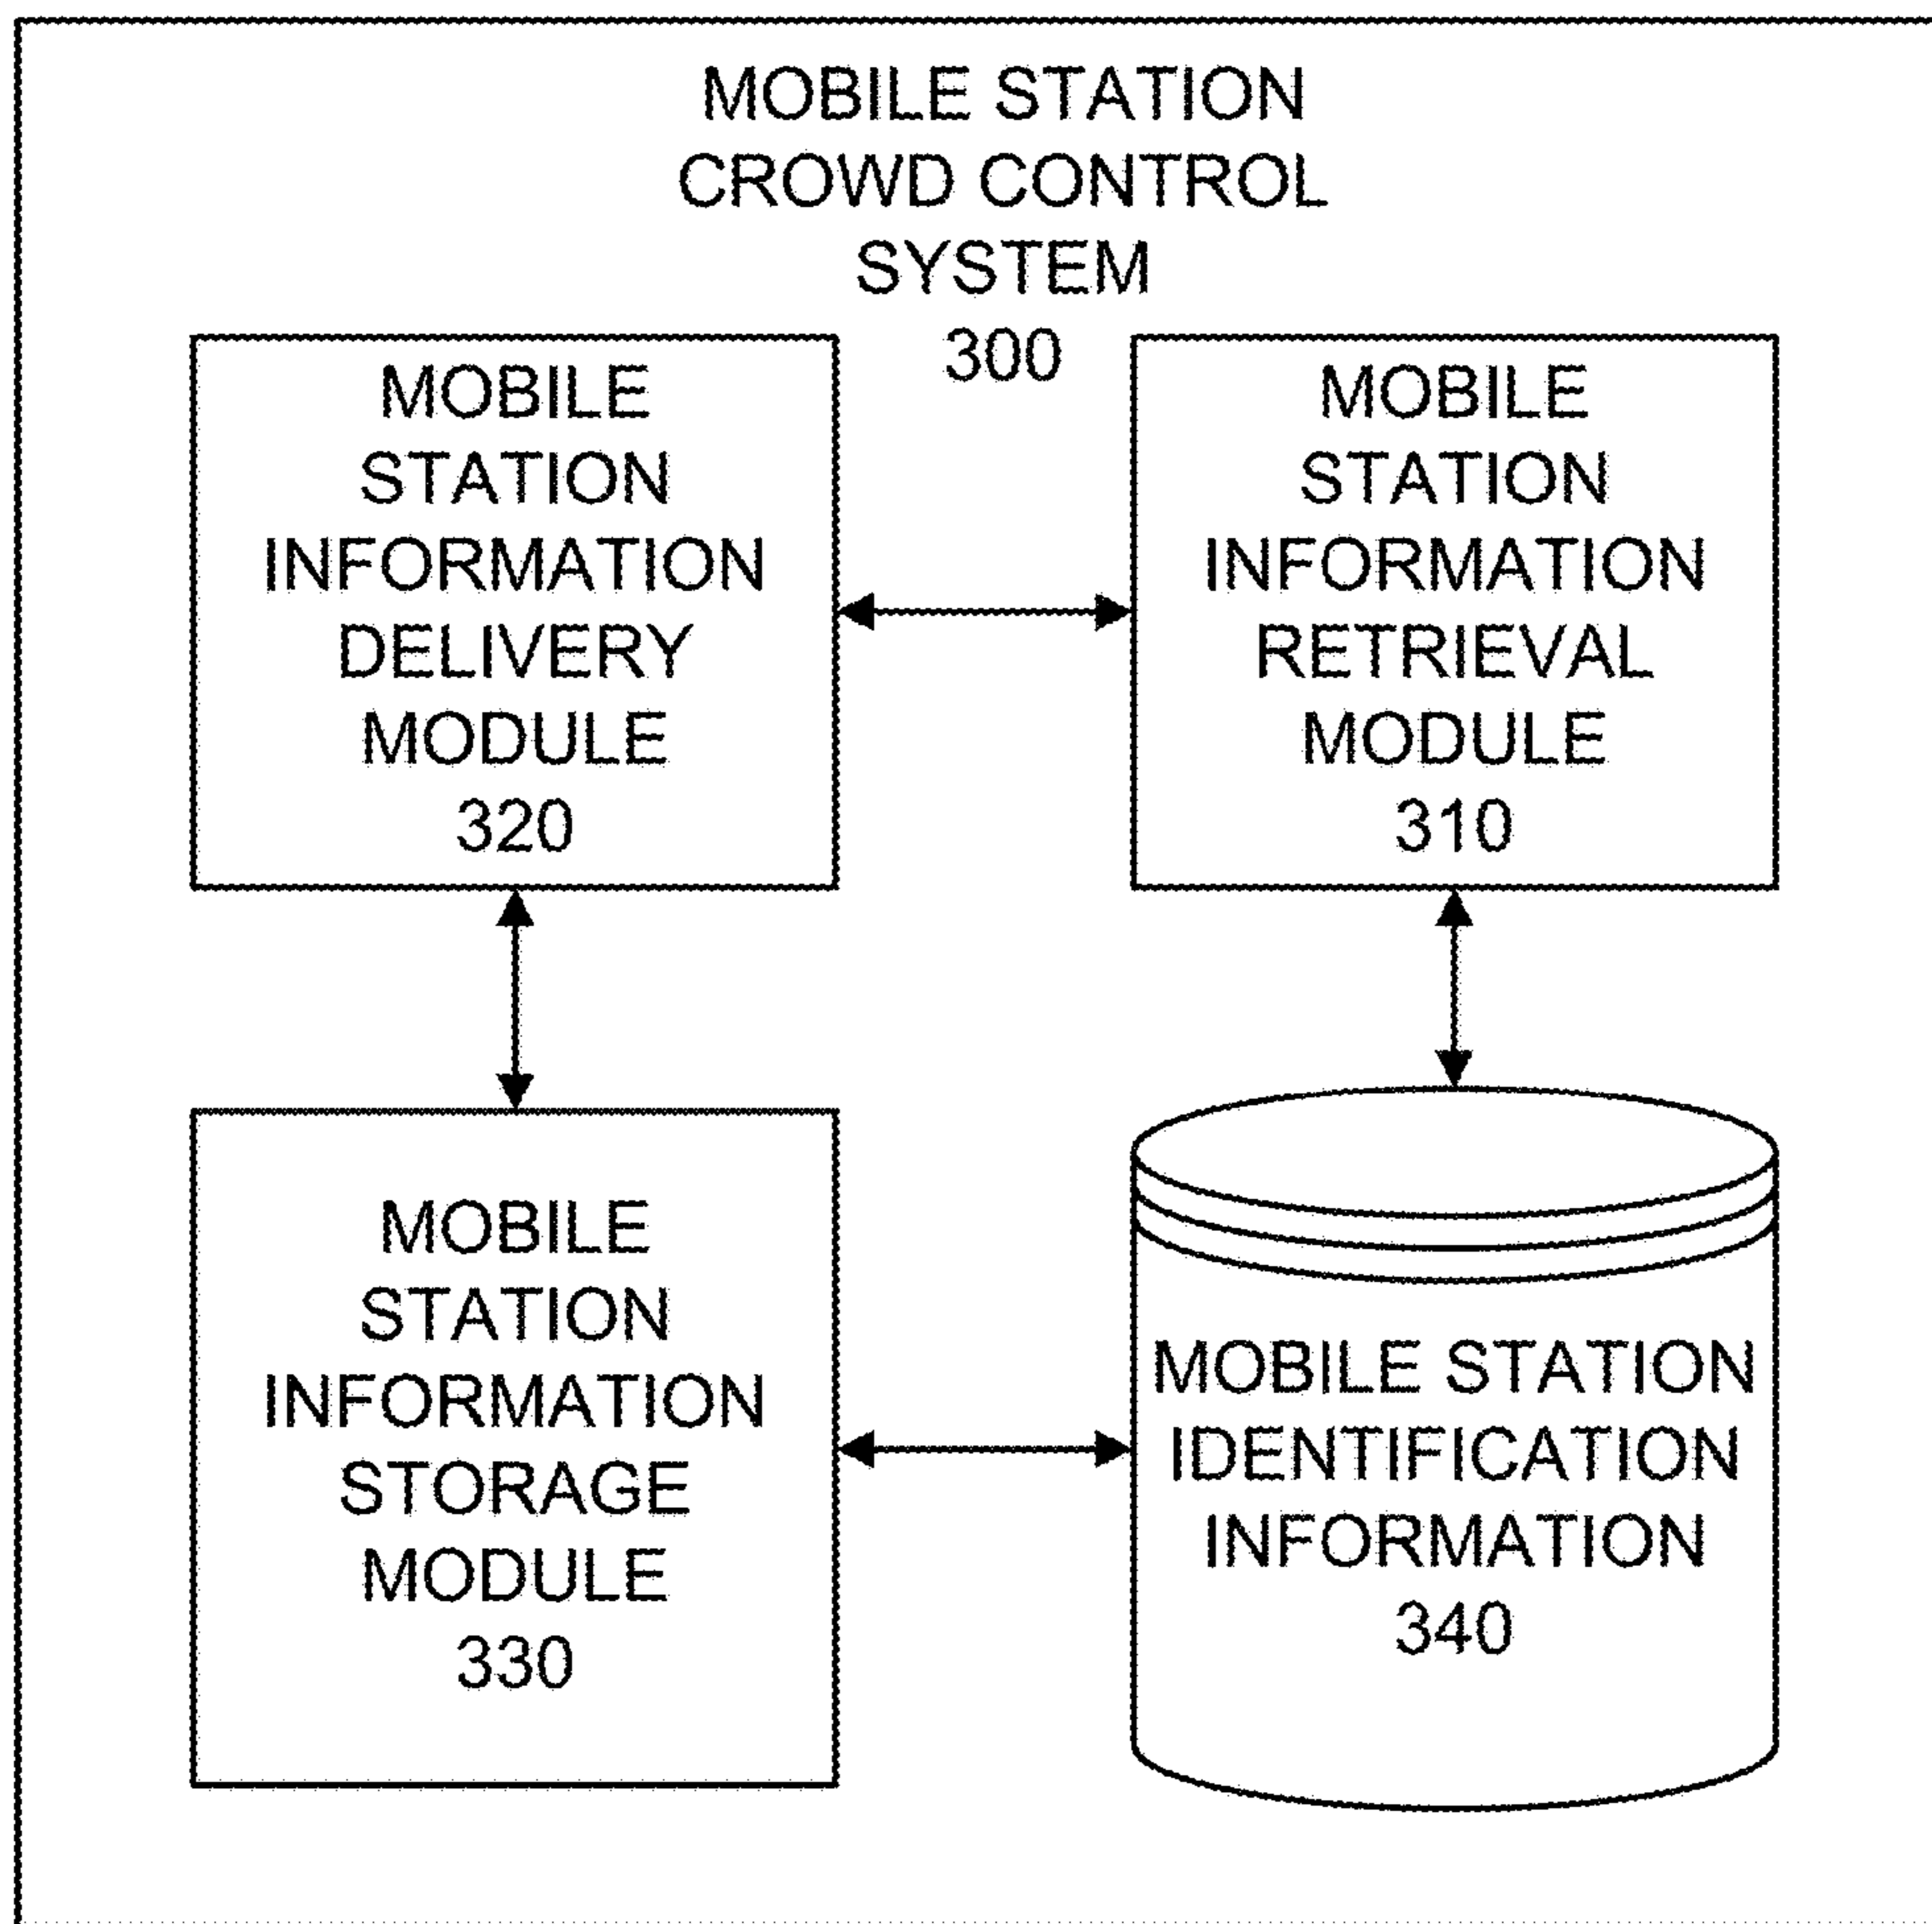 MOBILE STATION
CROWD CONTROL
SYSTEM
300
MOBILE
STATION
INFORMATION
DELIVERY
MODULE
320
MOBILE
STATION
INFORMATION
RETRIEVAL
MODULE
310
MOBILE
STATION
INFORMATION
STORAGE
MODULE
330
MOBILE STATION
IDENTIFICATION
INFORMATION
340